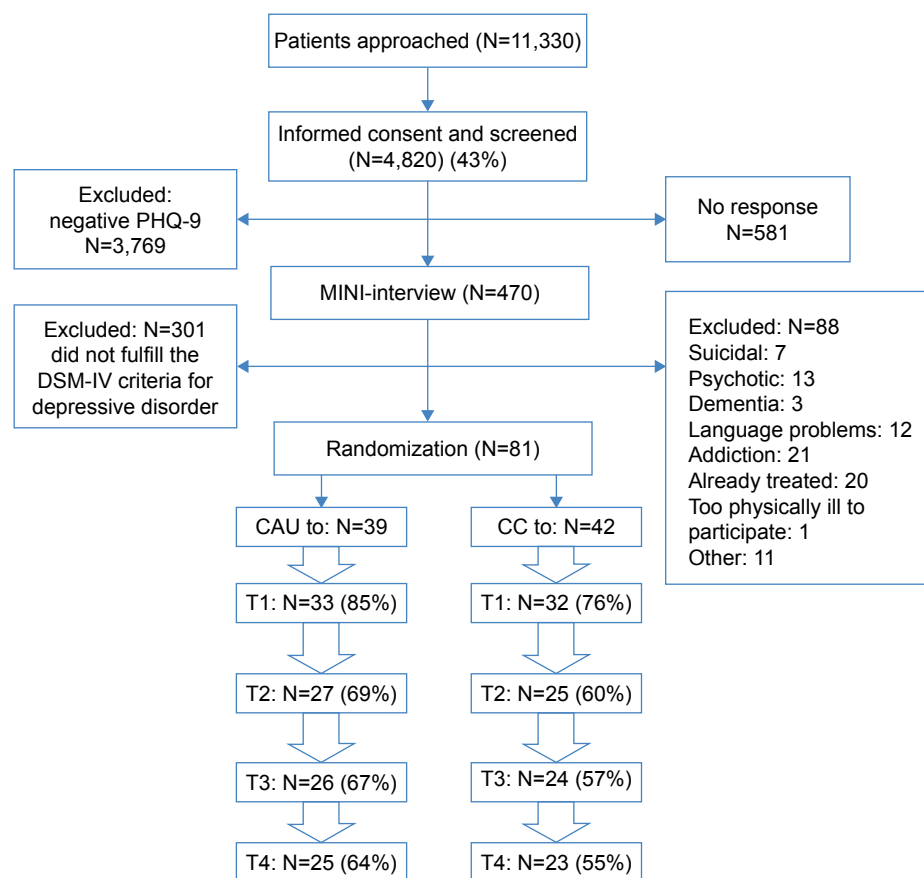 Patients approached (N=11,330)
Informed consent and screened
(N=4,820) (43%)
Excluded:
negative PHQ-9
N=3,769
No response
N=581
MINI-interview (N=470)
Excluded: N=301
did not fulfill the
DSM-IV criteria for
depressive disorder
Excluded: N=88
Suicidal: 7
Psychotic: 13
Dementia: 3
Language problems: 12
Addiction: 21
Already treated: 20
Too physically ill to
participate: 1
Other: 11
Randomization (N=81)
CAU to: N=39
CC to: N=42
T1: N=33 (85%)
T1: N=32 (76%)
T2: N=27 (69%)
T2: N=25 (60%)
T3: N=26 (67%)
T3: N=24 (57%)
T4: N=25 (64%)
T4: N=23 (55%)